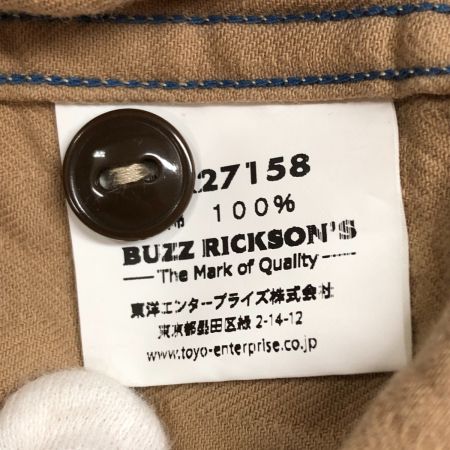 27158
100%
BUZZ RICKSON'S
The Mark of Quality
東洋エンタープライズ株式会社
東京都墨田区緑 2-14-12
www.toyo-enterprise.co.jp